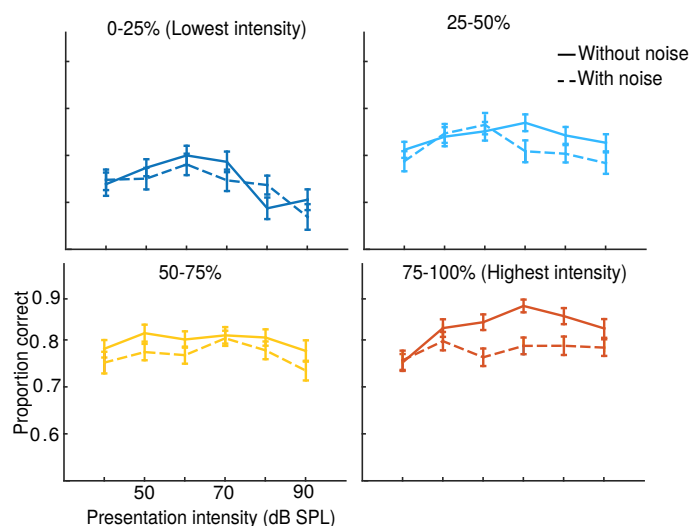 0-25% (Lowest intensity)
25-50%
Without noise
With noise
50-75%
75-100% (Highest intensity)
Proportion correct
0.9
0.8
0.7
0.6
50 70 90
Presentation intensity (dB SPL)